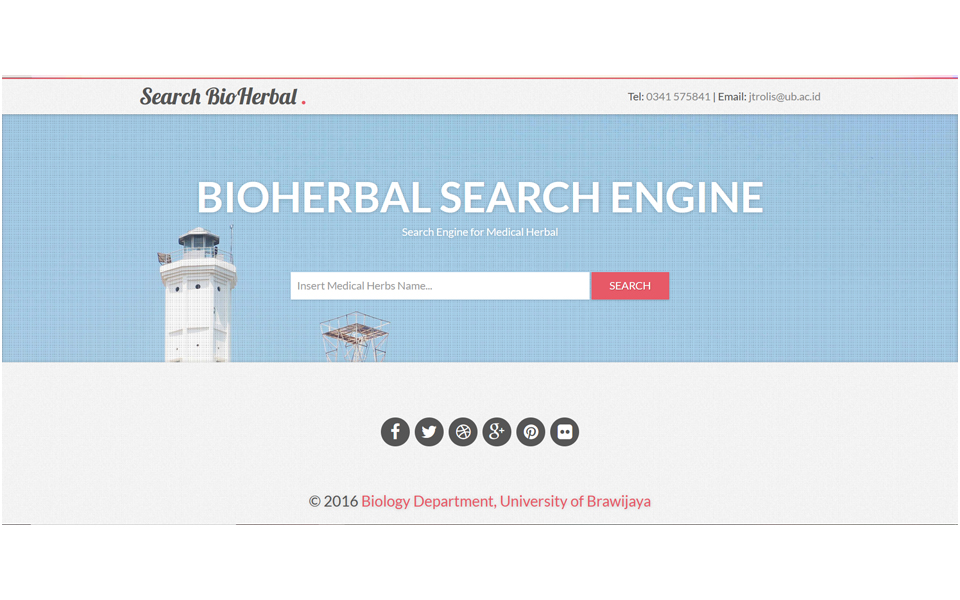 Search BioHerbal .
Tel: 0341 575841 | Email: jtrolis@ub.ac.id
BIOHERBAL SEARCH ENGINE
Search Engine for Medical Herbal
Insert Medical Herbs Name...
SEARCH
© 2016 Biology Department, University of Brawijaya